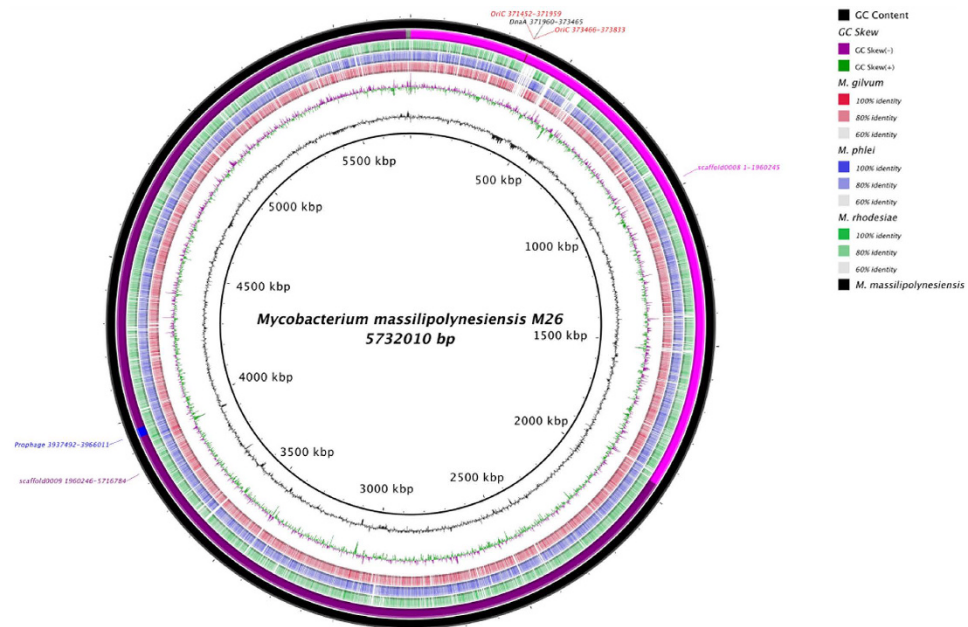 OriC 371452-371959
DnaA 371960-373465
OriC 373466-373833
GC Content
GC Skew
GC Skew(-)
GC Skew(+)
M. gilvum
100% identity
80% identity
60% identity
M. phlei
100% identity
80% identity
60% identity
M. rhodesiae
100% identity
80% identity
60% identity
M. massilipolynesiensis
scaffold0008 1-1960245
5500 kbp
500 kbp
5000 kbp
1000 kbp
4500 kbp
Mycobacterium massilipolynesiensis M26
5732010 bp
1500 kbp
4000 kbp
2000 kbp
Prophage 3937492-3966011
scaffold0009 1960246-5716784
3500 kbp
2500 kbp
3000 kbp